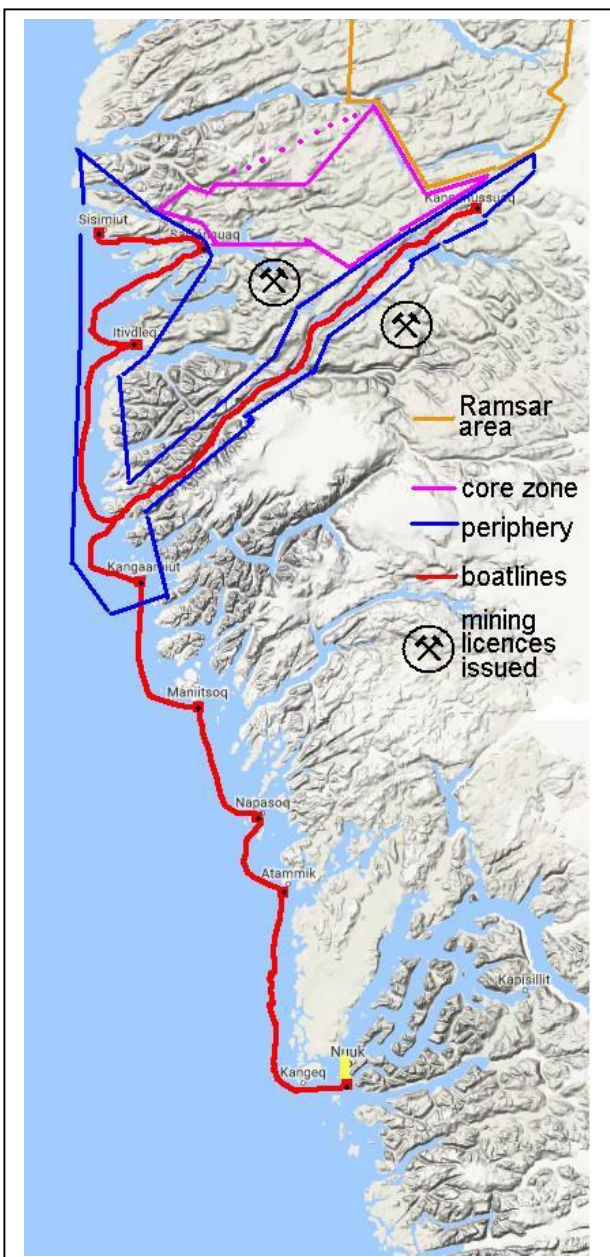 Sisimiut
Itivdleq
Ramsar
area
core zone
periphery
boatlines
Kangaamiut
mining
licences
issued
Maniitsoq
Napasoq
Atammik
Kapisillit
Nuuk
Kangeq